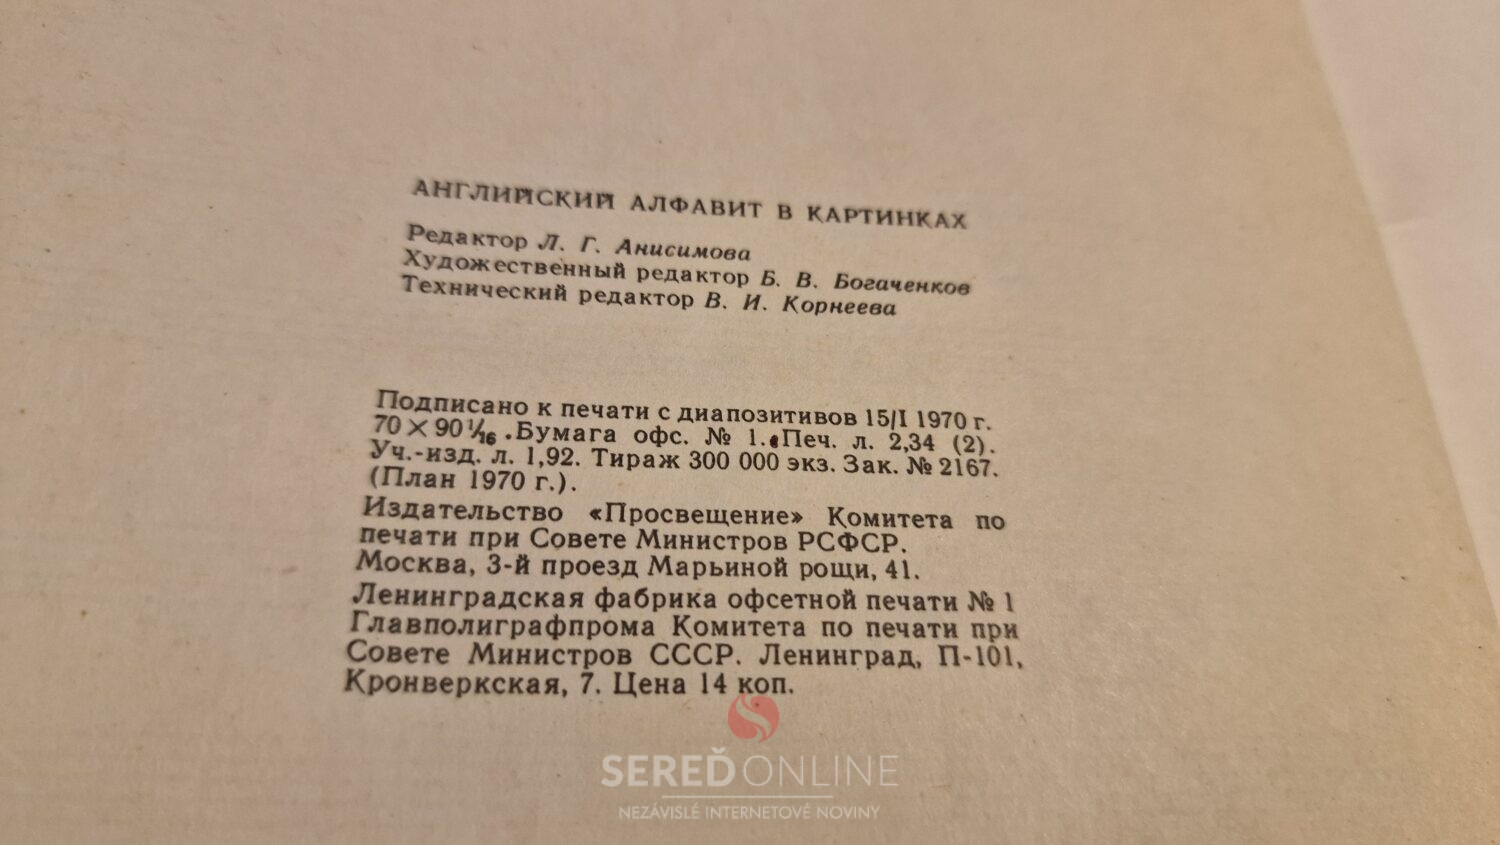 АНГЛИЙСКИЙ АЛФАВИТ В КАРТИНКАХ
Редактор Л. Г. Анисимова
Художественный редактор Б. В. Богаченков
Технический редактор В. И. Корнеева
Подписано к печати с диапозитивов 15/I 1970 г.
70×90 1/16. Бумага офс. № 1. Печ. л. 2,34 (2).
Уч.-изд. л. 1,92. Тираж 300 000 экз. Зак. № 2167.
(План 1970 г.).
Издательство «Просвещение» Комитета по
печати при Совете Министров РСФСР.
Москва, 3-й проезд Марьиной рощи, 41.
Ленинградская фабрика офсетной печати № 1
Главполиграфпрома Комитета по печати при
Совете Министров СССР. Ленинград, П-101,
Кронверкская, 7. Цена 14 коп.
SEREĎONLINE
NEZÁVISLÉ INTERNETOVÉ NOVINY